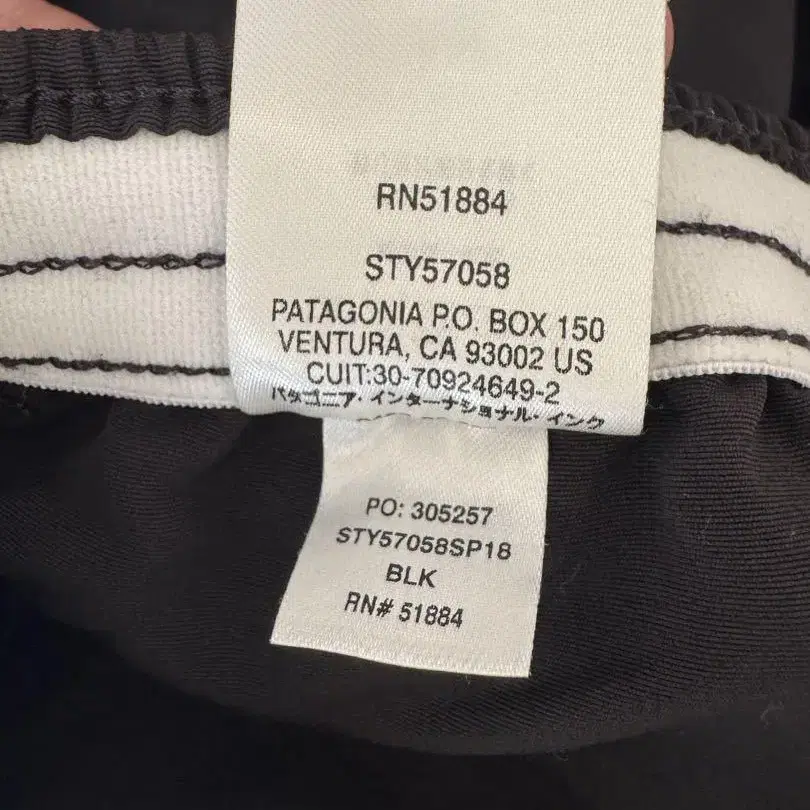 RN51884
STY57058
PATAGONIA P.O. BOX 150
VENTURA, CA 93002 US
CUIT:30-70924649-2
パタゴニア・インターナショナル・インク
PO: 305257
STY57058SP18
BLK
RN# 51884